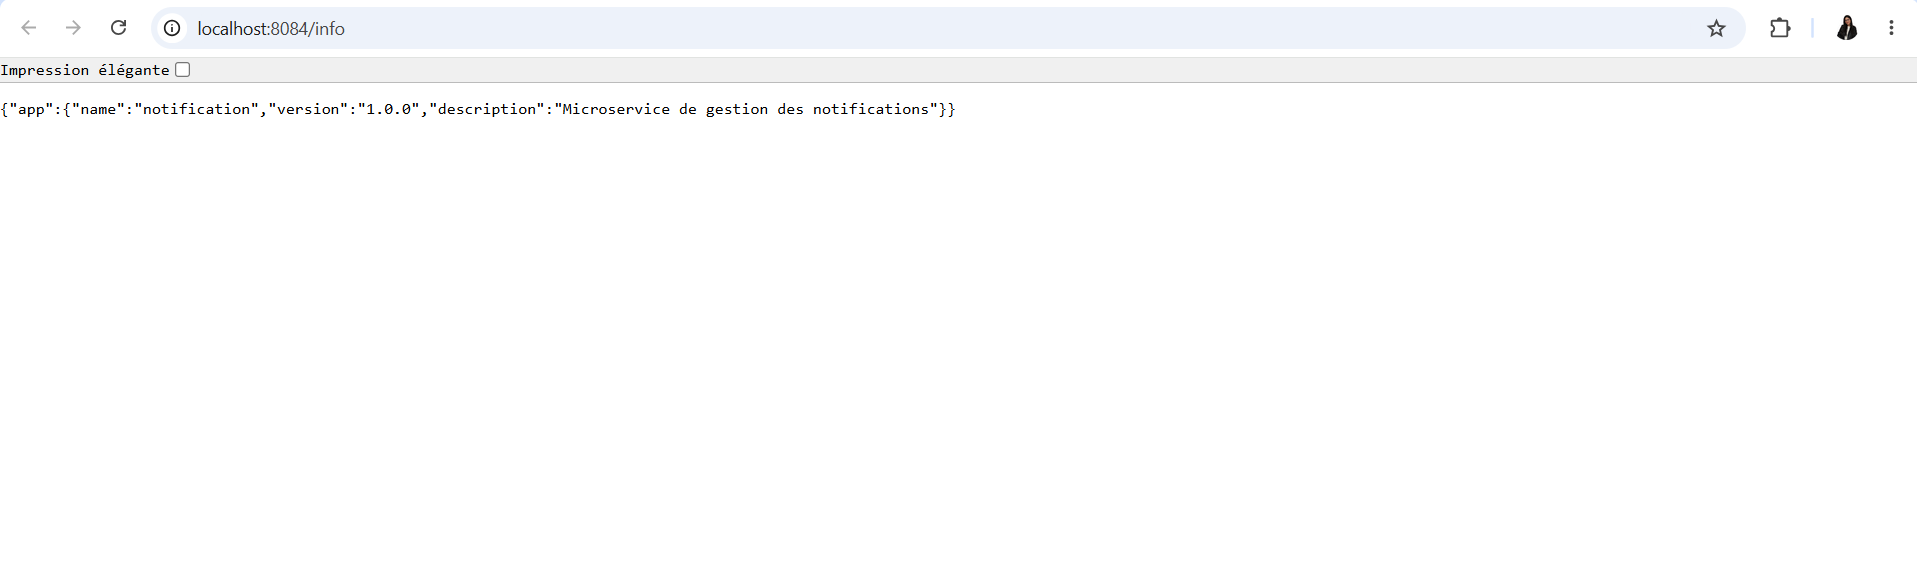 localhost:8084/info
Impression élégante
{"app":{"name":"notification","version":"1.0.0","description":"Microservice de gestion des notifications"}}